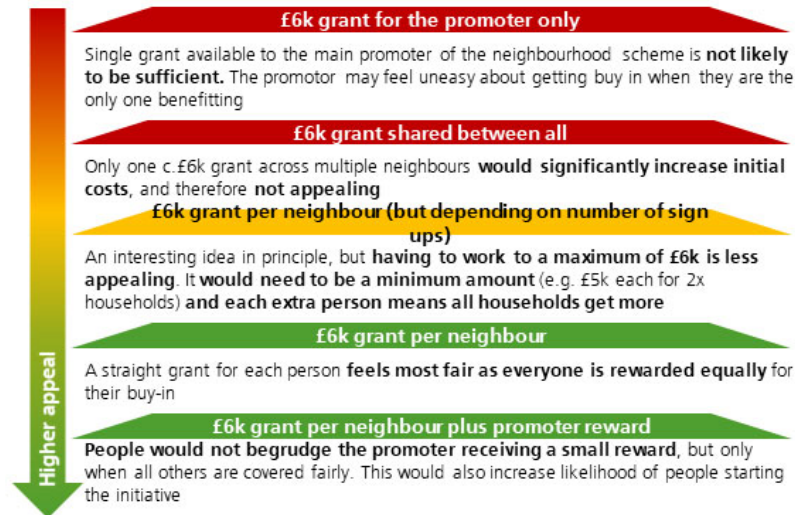 £6k grant for the promoter only
Single grant available to the main promoter of the neighbourhood scheme is not likely
to be sufficient. The promotor may feel uneasy about getting buy in when they are the
only one benefitting
£6k grant shared between all
Only one c.£6k grant across multiple neighbours would significantly increase initial
costs, and therefore not appealing
£6k grant per neighbour (but depending on number of sign
ups)
An interesting idea in principle, but having to work to a maximum of £6k is less
appealing. It would need to be a minimum amount (e.g. £5k each for 2x
households) and each extra person means all households get more
£6k grant per neighbour
A straight grant for each person feels most fair as everyone is rewarded equally for
their buy-in
£6k grant per neighbour plus promoter reward
People would not begrudge the promoter receiving a small reward, but only
when all others are covered fairly. This would also increase likelihood of people starting
the initiative
Higher appeal